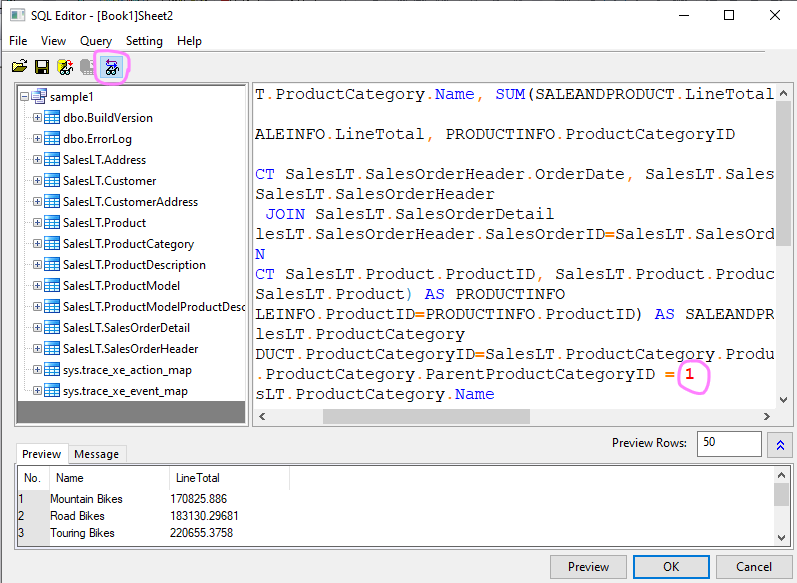 SQL Editor - [Book1]Sheet2
File View Query Setting Help
sample1
dbo.BuildVersion
dbo.ErrorLog
SalesLT.Address
SalesLT.Customer
SalesLT.CustomerAddress
SalesLT.Product
SalesLT.ProductCategory
SalesLT.ProductDescription
SalesLT.ProductModel
SalesLT.ProductModelProductDesc
SalesLT.SalesOrderDetail
SalesLT.SalesOrderHeader
sys.trace_xe_action_map
sys.trace_xe_event_map
T.ProductCategory.Name, SUM(SALEANDPRODUCT.LineTotal
ALEINFO.LineTotal, PRODUCTINFO.ProductCategoryID
CT SalesLT.SalesOrderHeader.OrderDate, SalesLT.Sales
SalesLT.SalesOrderHeader
JOIN SalesLT.SalesOrderDetail
lesLT.SalesOrderHeader.SalesOrderID=SalesLT.SalesOrd
N
CT SalesLT.Product.ProductID, SalesLT.Product.Produc
SalesLT.Product) AS PRODUCTINFO
LEINFO.ProductID=PRODUCTINFO.ProductID) AS SALEANDPR
lesLT.ProductCategory
DUCT.ProductCategoryID=SalesLT.ProductCategory.Produ
.ProductCategory.ParentProductCategoryID = 1
sLT.ProductCategory.Name
Preview Rows: 50
Preview Message
No. Name LineTotal
1 Mountain Bikes 170825.886
2 Road Bikes 183130.29681
3 Touring Bikes 220655.3758
Preview OK Cancel